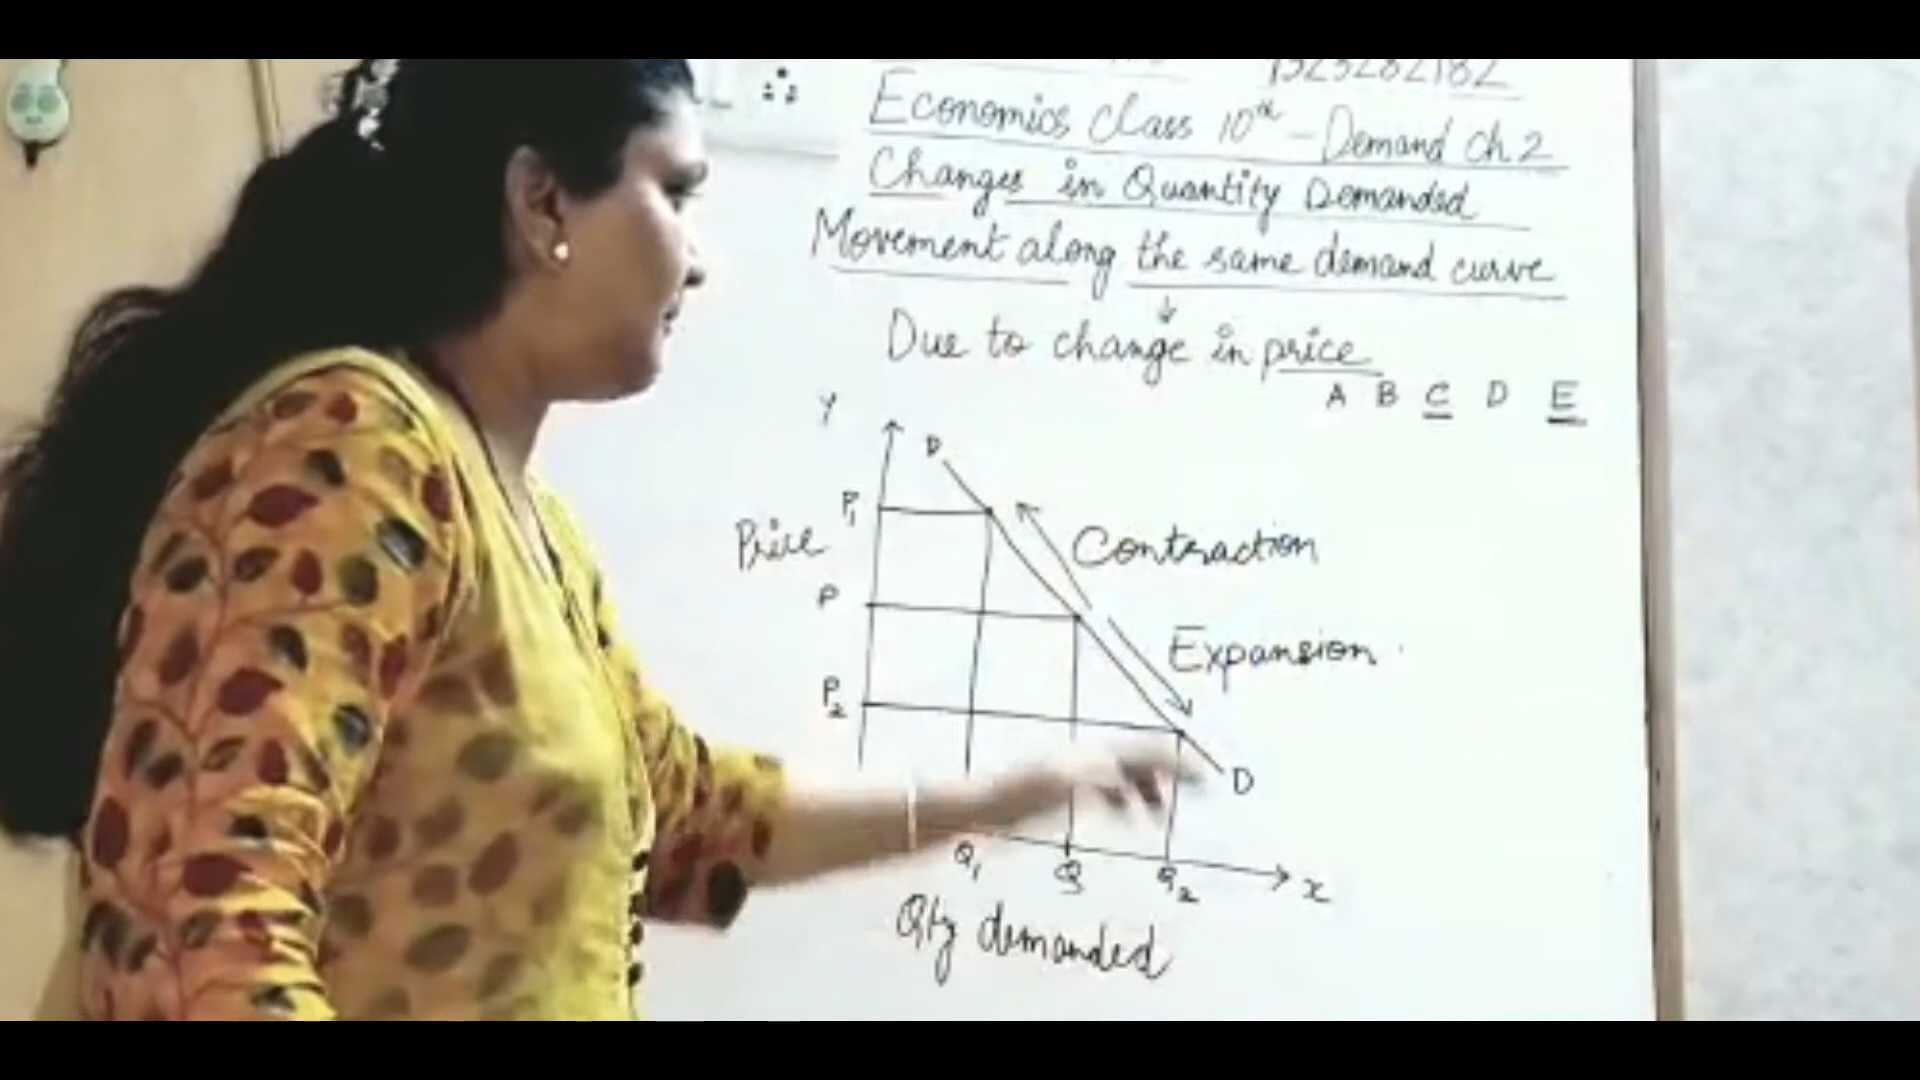 Economics Class 10th - Demand Ch 2
Changes in Quantity Demanded
Movement along the same demand curve
Due to change in price
A B C D E
Y
D
P1
Price
Contraction
P
Expansion
P2
D
Q1 Q Q2 x
Qty demanded